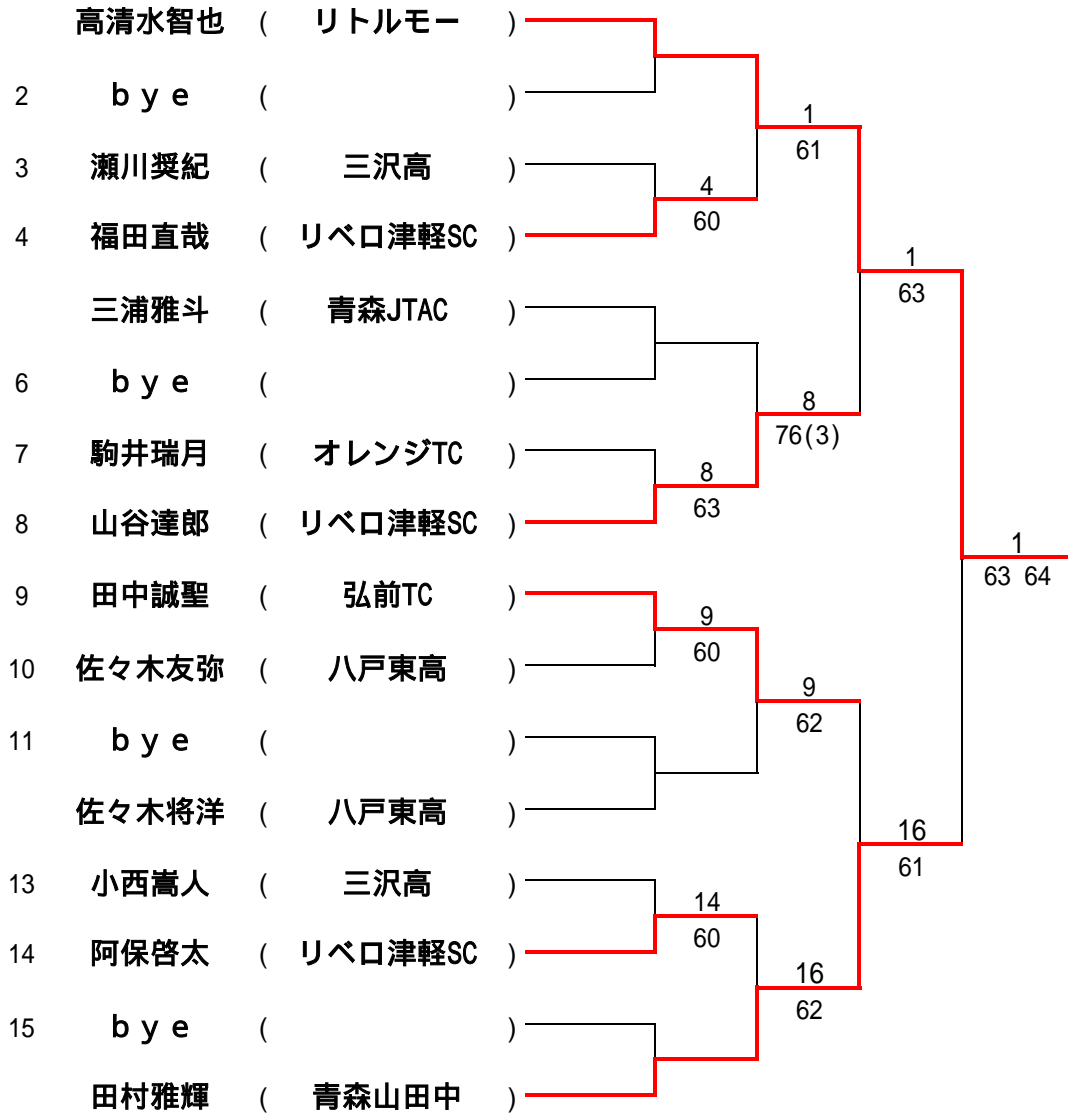 高清水智也 ( リトルモー )
2 ｂｙｅ ( )
1
61
3 瀬川奨紀 ( 三沢高 )
4
60
4 福田直哉 ( リベロ津軽SC )
1
63
三浦雅斗 ( 青森JTAC )
6 ｂｙｅ ( )
8
76(3)
7 駒井瑞月 ( オレンジTC )
8
63
8 山谷達郎 ( リベロ津軽SC )
1
63 64
9 田中誠聖 ( 弘前TC )
9
60
10 佐々木友弥 ( 八戸東高 )
9
62
11 ｂｙｅ ( )
佐々木将洋 ( 八戸東高 )
16
61
13 小西嵩人 ( 三沢高 )
14
60
14 阿保啓太 ( リベロ津軽SC )
16
62
15 ｂｙｅ ( )
田村雅輝 ( 青森山田中 )